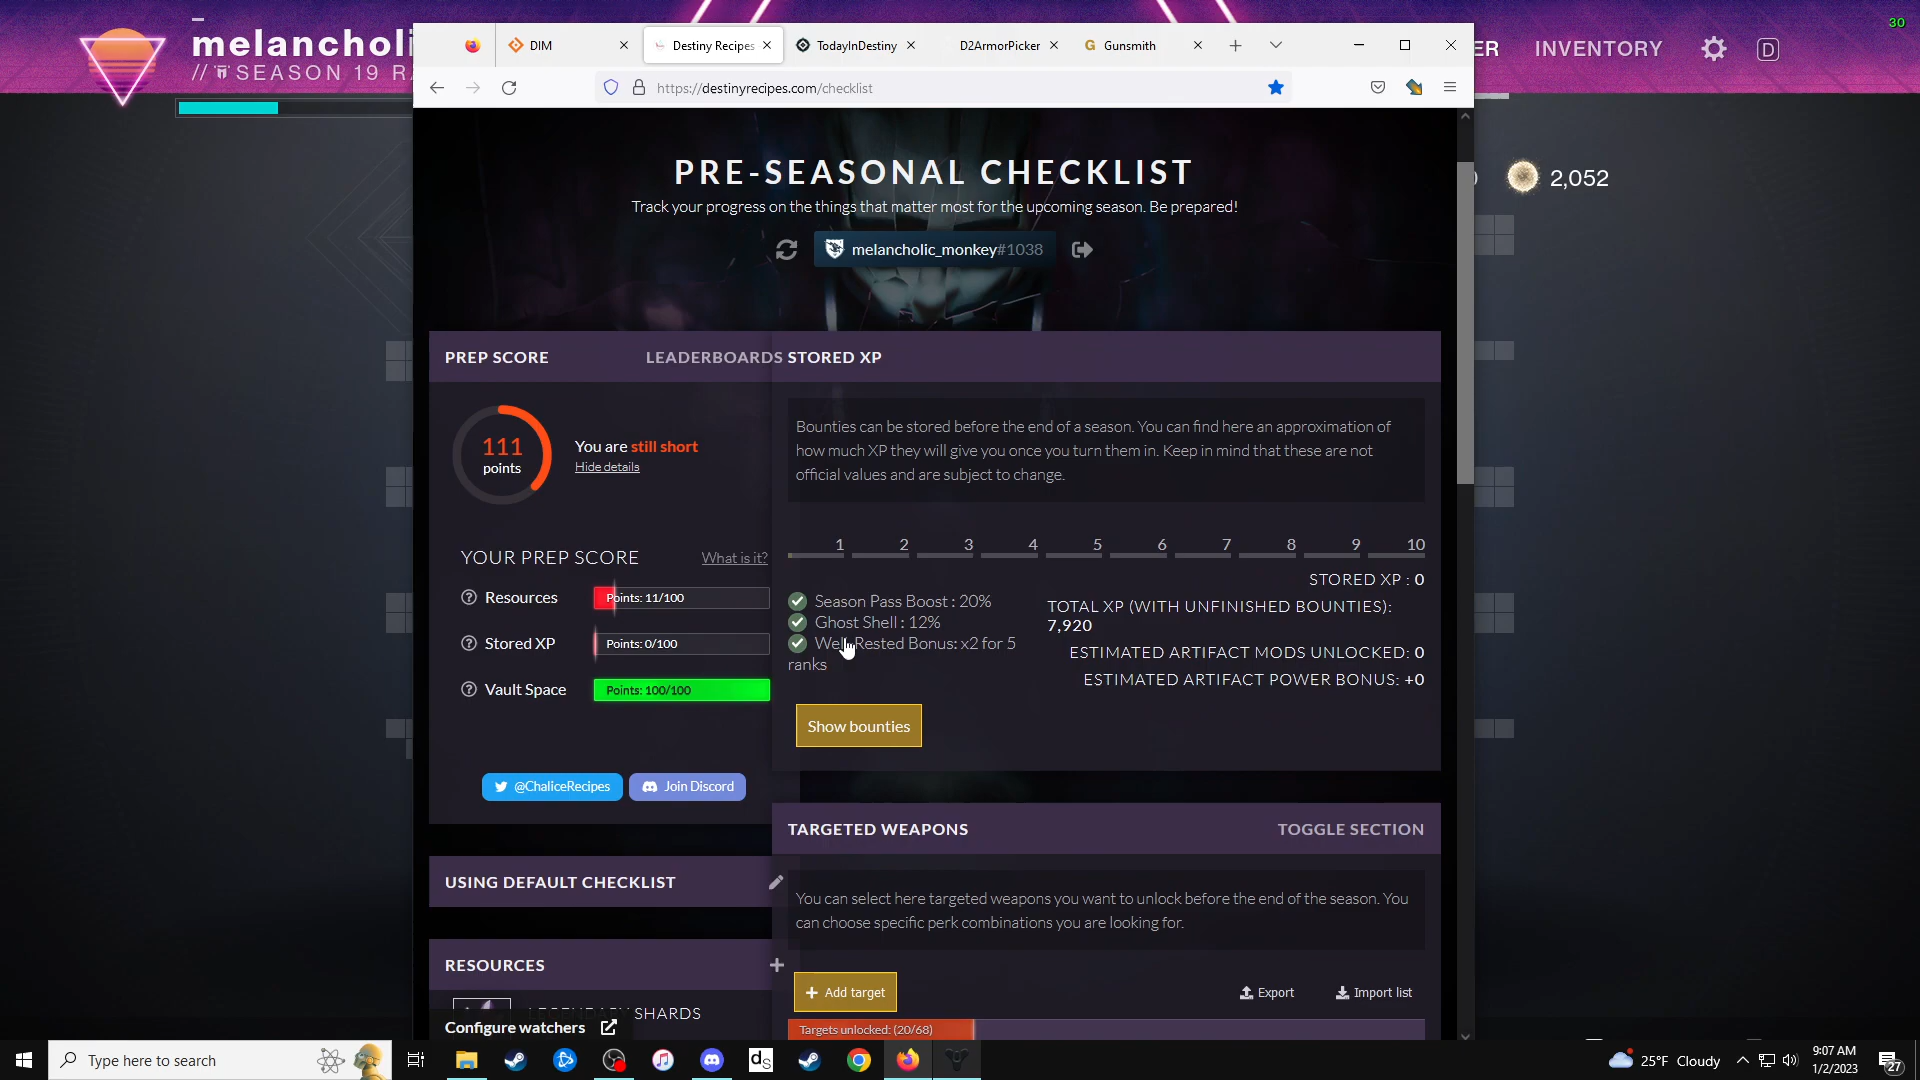 30
melancholi
// SEASON 19 RA
ER
INVENTORY
D
DIM
Destiny Recipes
TodayInDestiny
D2ArmorPicker
Gunsmith
https://destinyrecipes.com/checklist
2,052
PRE-SEASONAL CHECKLIST
Track your progress on the things that matter most for the upcoming season. Be prepared!
melancholic_monkey#1038
PREP SCORE
LEADERBOARDS
111
points
You are still short
Hide details
YOUR PREP SCORE
What is it?
Resources
Points: 11/100
Stored XP
Points: 0/100
Vault Space
Points: 100/100
@ChaliceRecipes
Join Discord
USING DEFAULT CHECKLIST
RESOURCES
LEGENDARY SHARDS
Configure watchers
STORED XP
Bounties can be stored before the end of a season. You can find here an approximation of
how much XP they will give you once you turn them in. Keep in mind that these are not
official values and are subject to change.
1 2 3 4 5 6 7 8 9 10
STORED XP : 0
Season Pass Boost : 20%
Ghost Shell : 12%
Well Rested Bonus: x2 for 5
ranks
TOTAL XP (WITH UNFINISHED BOUNTIES):
7,920
ESTIMATED ARTIFACT MODS UNLOCKED: 0
ESTIMATED ARTIFACT POWER BONUS: +0
Show bounties
TARGETED WEAPONS
TOGGLE SECTION
You can select here targeted weapons you want to unlock before the end of the season. You
can choose specific perk combinations you are looking for.
Add target
Export
Import list
Targets unlocked: (20/68)
Type here to search
ds
25°F Cloudy
9:07 AM
1/2/2023
27